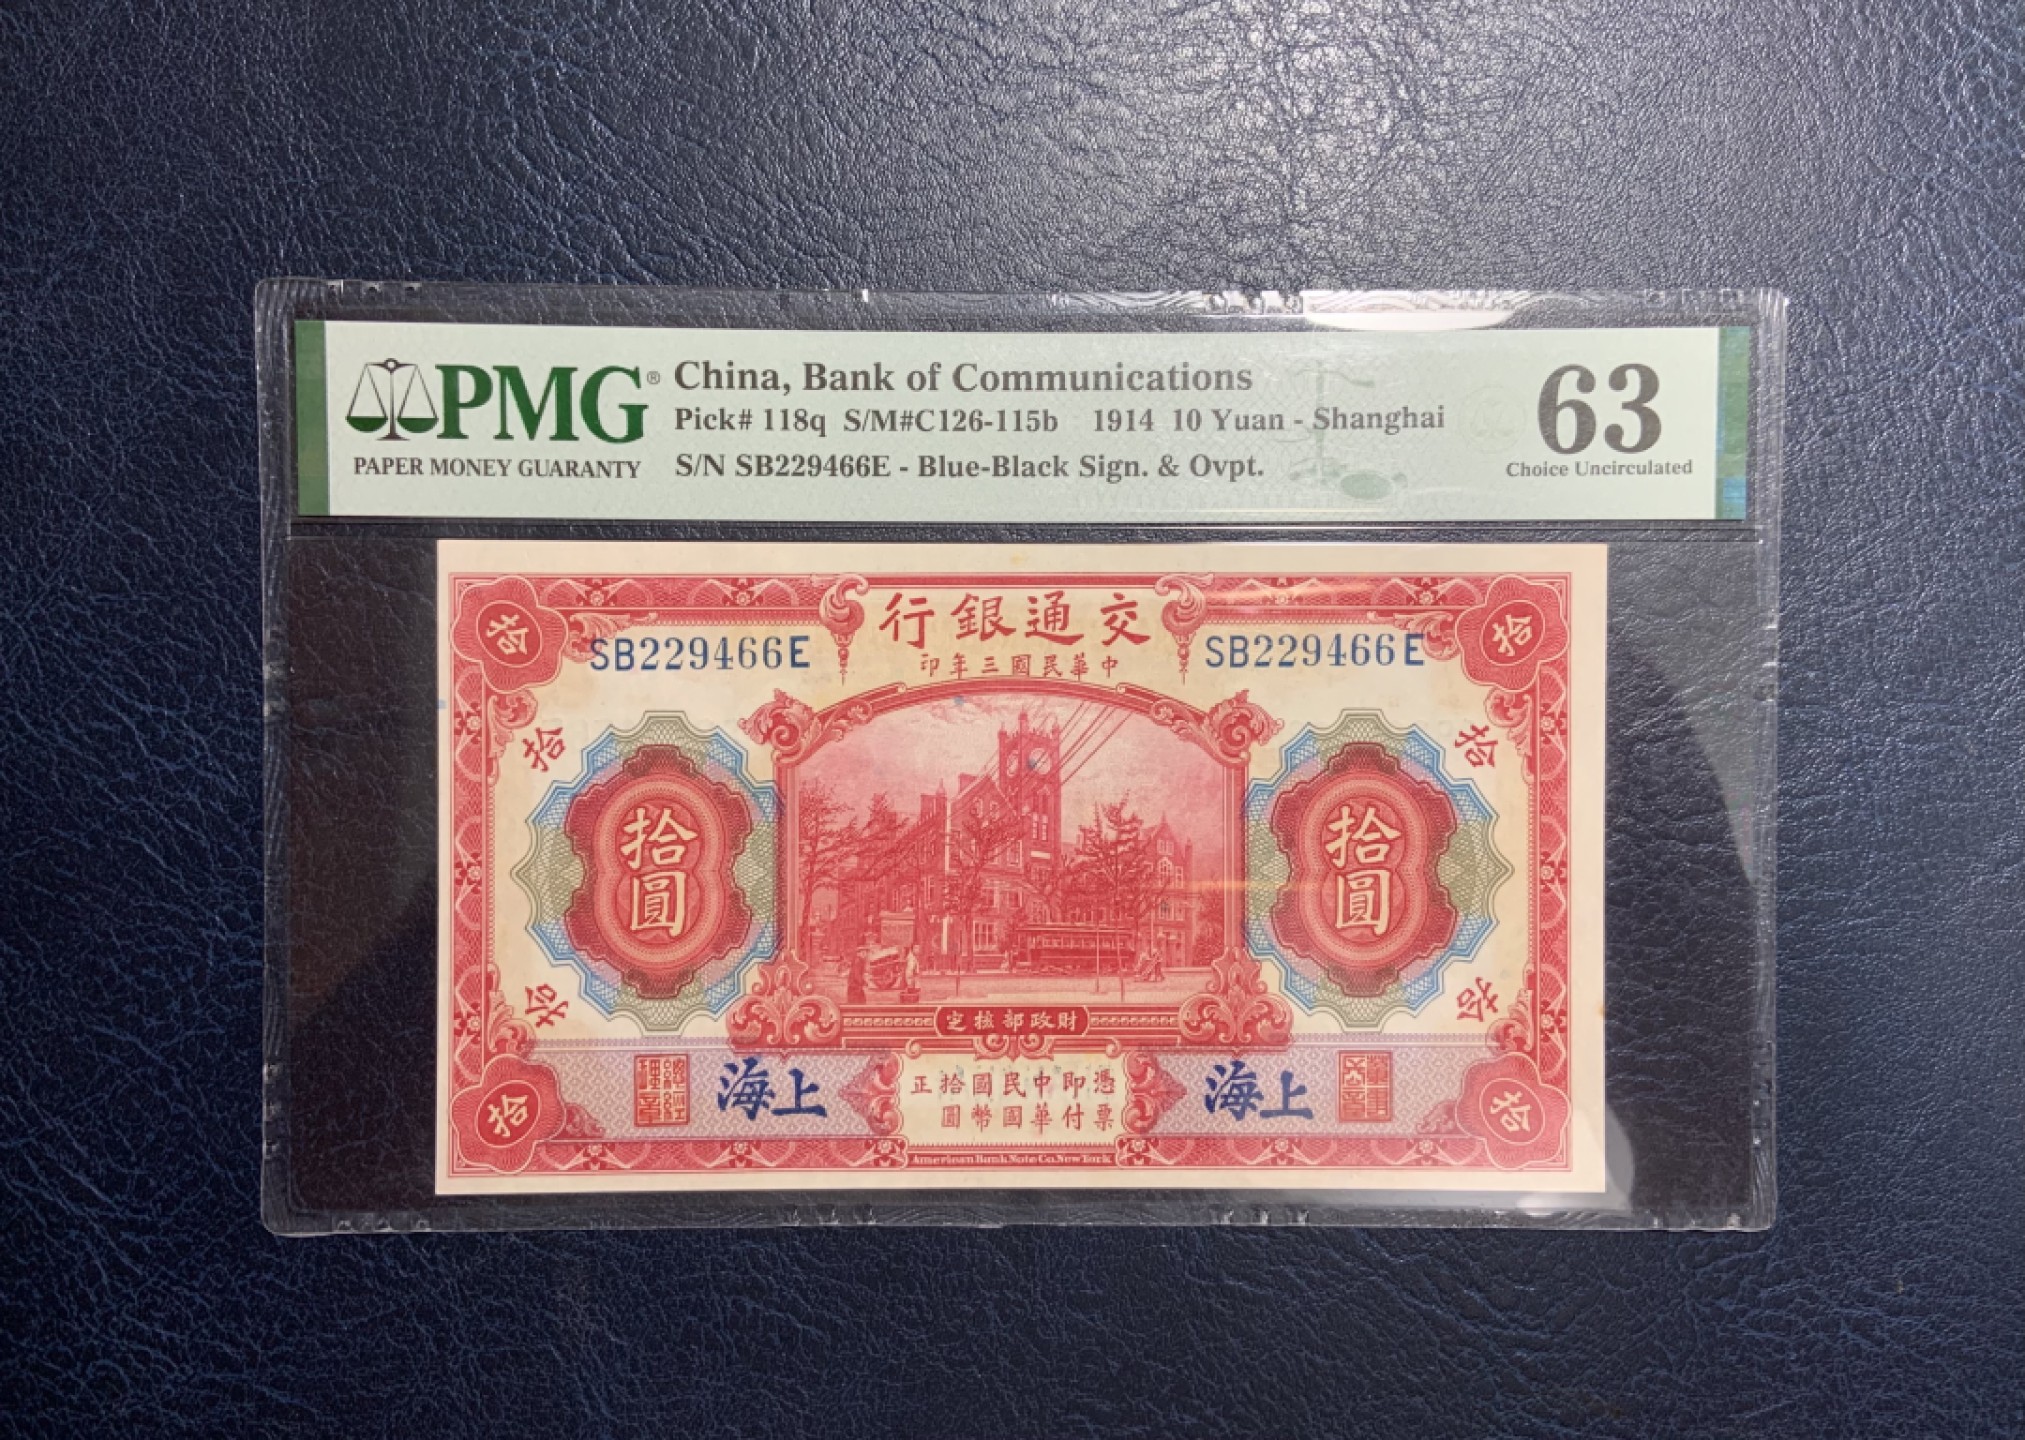 PMG®
PAPER MONEY GUARANTY
China, Bank of Communications
Pick# 118q S/M#C126-115b 1914 10 Yuan - Shanghai
S/N SB229466E - Blue-Black Sign. & Ovpt.
63
Choice Uncirculated
行銀通交
SB229466E
SB229466E
印年三國民華中
拾
拾
拾
拾
拾圓
拾圓
拾
拾
定核部政財
海上
海上
正拾國民中即憑
圓幣國華付票
拾
拾
American Bank Note Co. New York